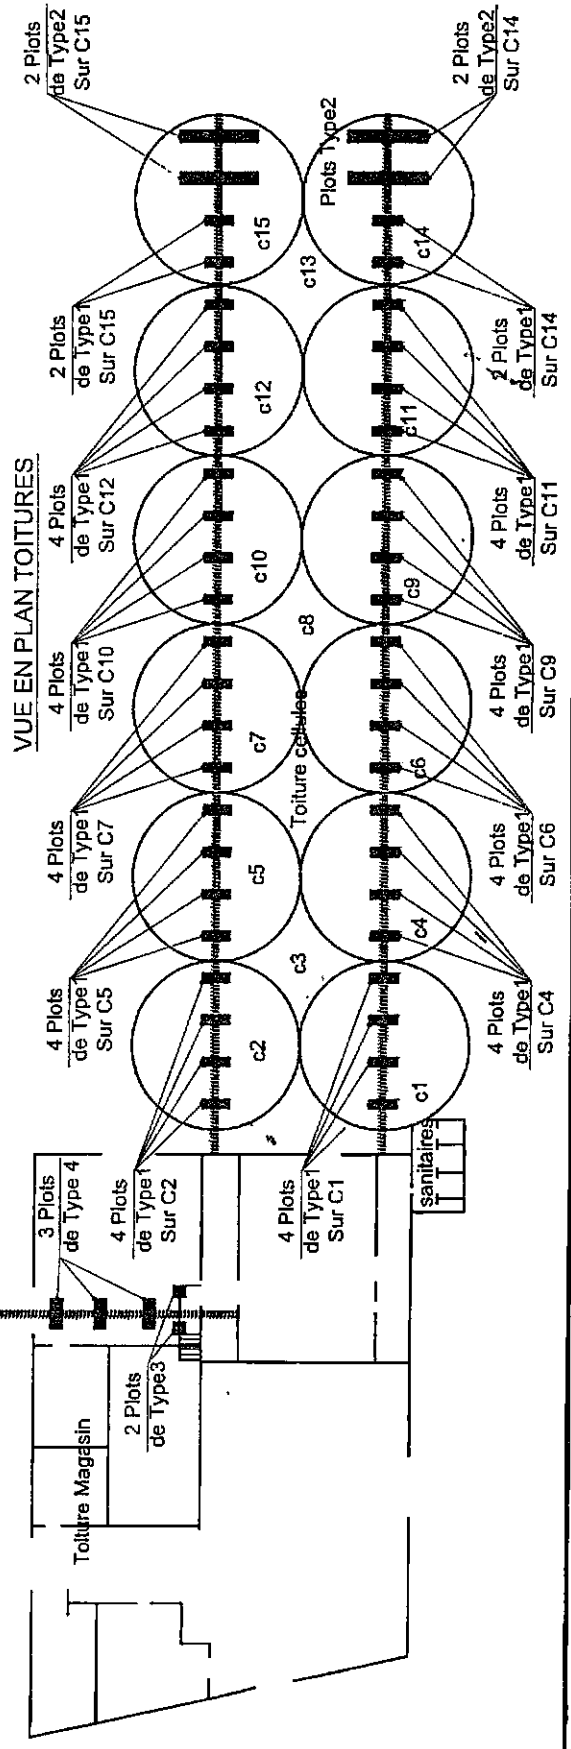 VUE EN PLAN TOITURES
3 Plots
de Type 4
4 Plots
de Type1
Sur C2
4 Plots
de Type1
Sur C5
4 Plots
de Type1
Sur C7
4 Plots
de Type1
Sur C10
4 Plots
de Type1
Sur C12
2 Plots
de Type1
Sur C15
2 Plots
de Type2
Sur C15
Toiture Magasin
2 Plots
de Type3
c2
c5
c7
c10
c12
c15
c3
Toiture cellules
c8
c13
Plots Type2
4 Plots
de Type1
Sur C1
c1
c4
c6
c9
c11
c14
sanitaires
4 Plots
de Type1
Sur C4
4 Plots
de Type1
Sur C6
4 Plots
de Type1
Sur C9
4 Plots
de Type1
Sur C11
2 Plots
de Type1
Sur C14
2 Plots
de Type2
Sur C14